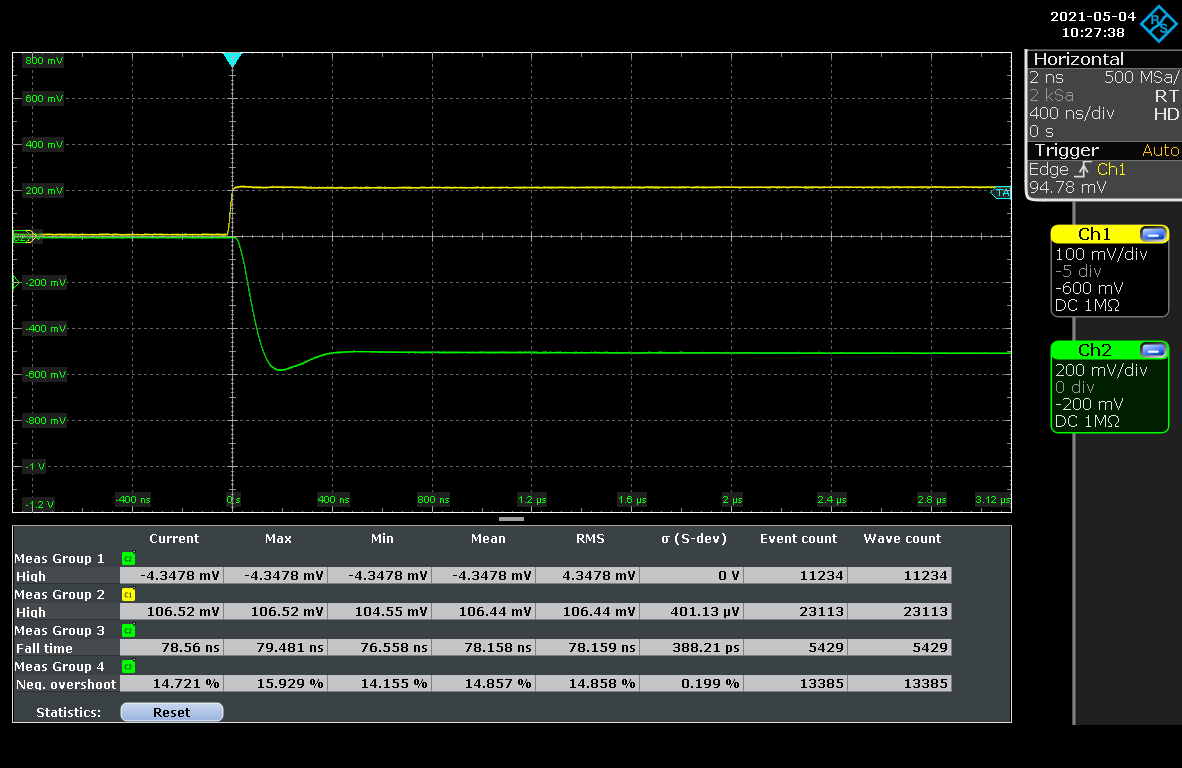 2021-05-04
10:27:38
R S
Horizontal
2 ns 500 MSa/
2 kSa RT
400 ns/div HD
0 s
Trigger Auto
Edge Ch1
94.78 mV
TA
Ch1
100 mV/div
-5 div
-600 mV
DC 1MΩ
Ch2
200 mV/div
0 div
-200 mV
DC 1MΩ
800 mV
600 mV
400 mV
200 mV
C2
-200 mV
-400 mV
-600 mV
-800 mV
-1 V
-1.2 V
-400 ns 0 s 400 ns 800 ns 1.2 µs 1.6 µs 2 µs 2.4 µs 2.8 µs 3.12 µs
Current Max Min Mean RMS σ (S-dev) Event count Wave count
Meas Group 1 C2
High -4.3478 mV -4.3478 mV -4.3478 mV -4.3478 mV 4.3478 mV 0 V 11234 11234
Meas Group 2 C1
High 106.52 mV 106.52 mV 104.55 mV 106.44 mV 106.44 mV 401.13 µV 23113 23113
Meas Group 3 C2
Fall time 78.56 ns 79.481 ns 76.558 ns 78.158 ns 78.159 ns 388.21 ps 5429 5429
Meas Group 4 C2
Neg. overshoot 14.721 % 15.929 % 14.155 % 14.857 % 14.858 % 0.199 % 13385 13385
Statistics: Reset